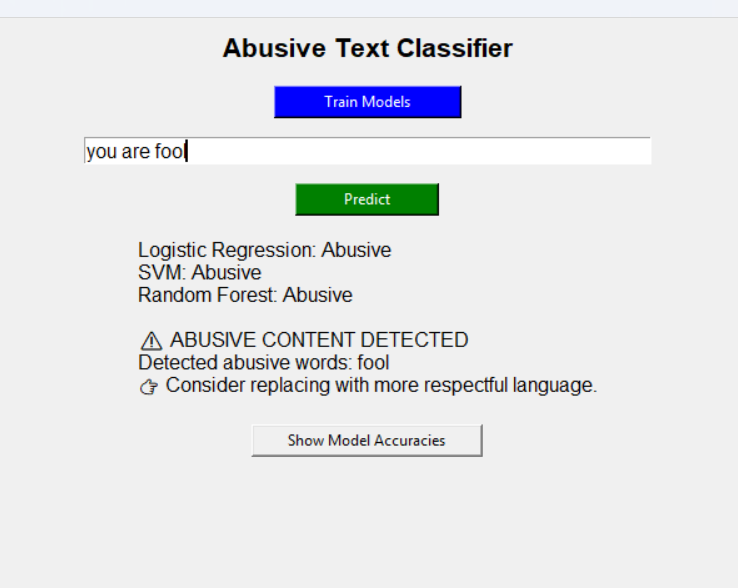 Abusive Text Classifier
Train Models
you are fool
Predict
Logistic Regression: Abusive
SVM: Abusive
Random Forest: Abusive
⚠ ABUSIVE CONTENT DETECTED
Detected abusive words: fool
👉 Consider replacing with more respectful language.
Show Model Accuracies